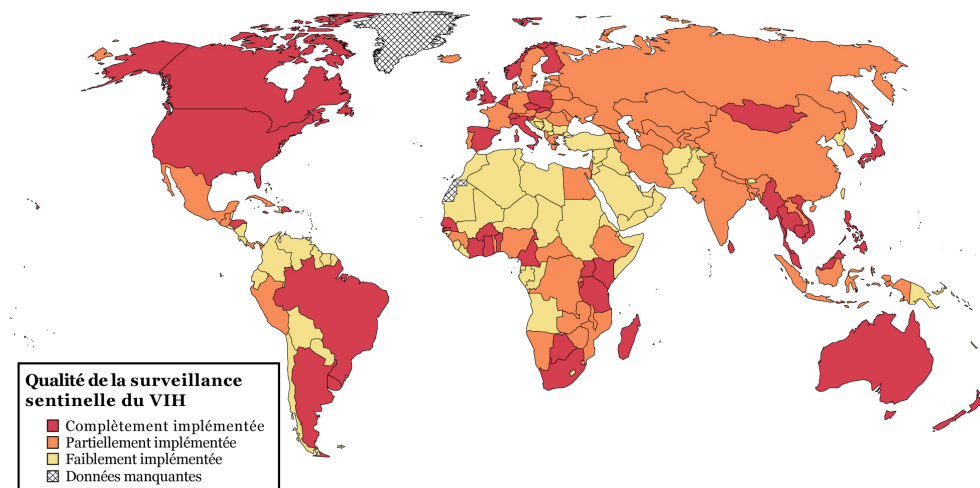 Qualité de la surveillance
sentinelle du VIH
Complètement implémentée
Partiellement implémentée
Faiblement implémentée
Données manquantes